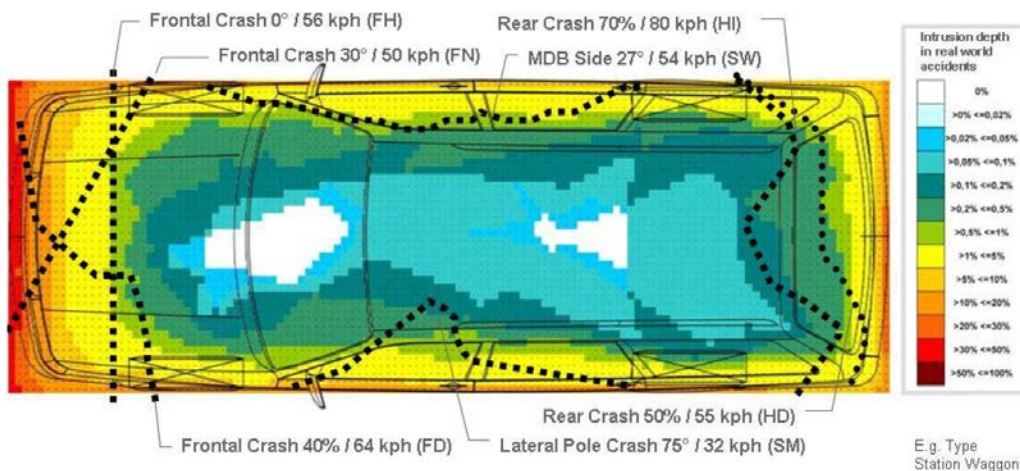 Frontal Crash 0° / 56 kph (FH)
Rear Crash 70% / 80 kph (HI)
Frontal Crash 30° / 50 kph (FN)
MDB Side 27° / 54 kph (SW)
Intrusion depth
in real world
accidents
0%
>0% <=0,02%
>0,02% <=0,05%
>0,05% <=0,1%
>0,1% <=0,2%
>0,2% <=0,5%
>0,5% <=1%
>1% <=5%
>5% <=10%
>10% <=20%
>20% <=30%
>30% <=50%
>50% <=100%
Rear Crash 50% / 55 kph (HD)
Frontal Crash 40% / 64 kph (FD)
Lateral Pole Crash 75° / 32 kph (SM)
E.g. Type
Station Waggon